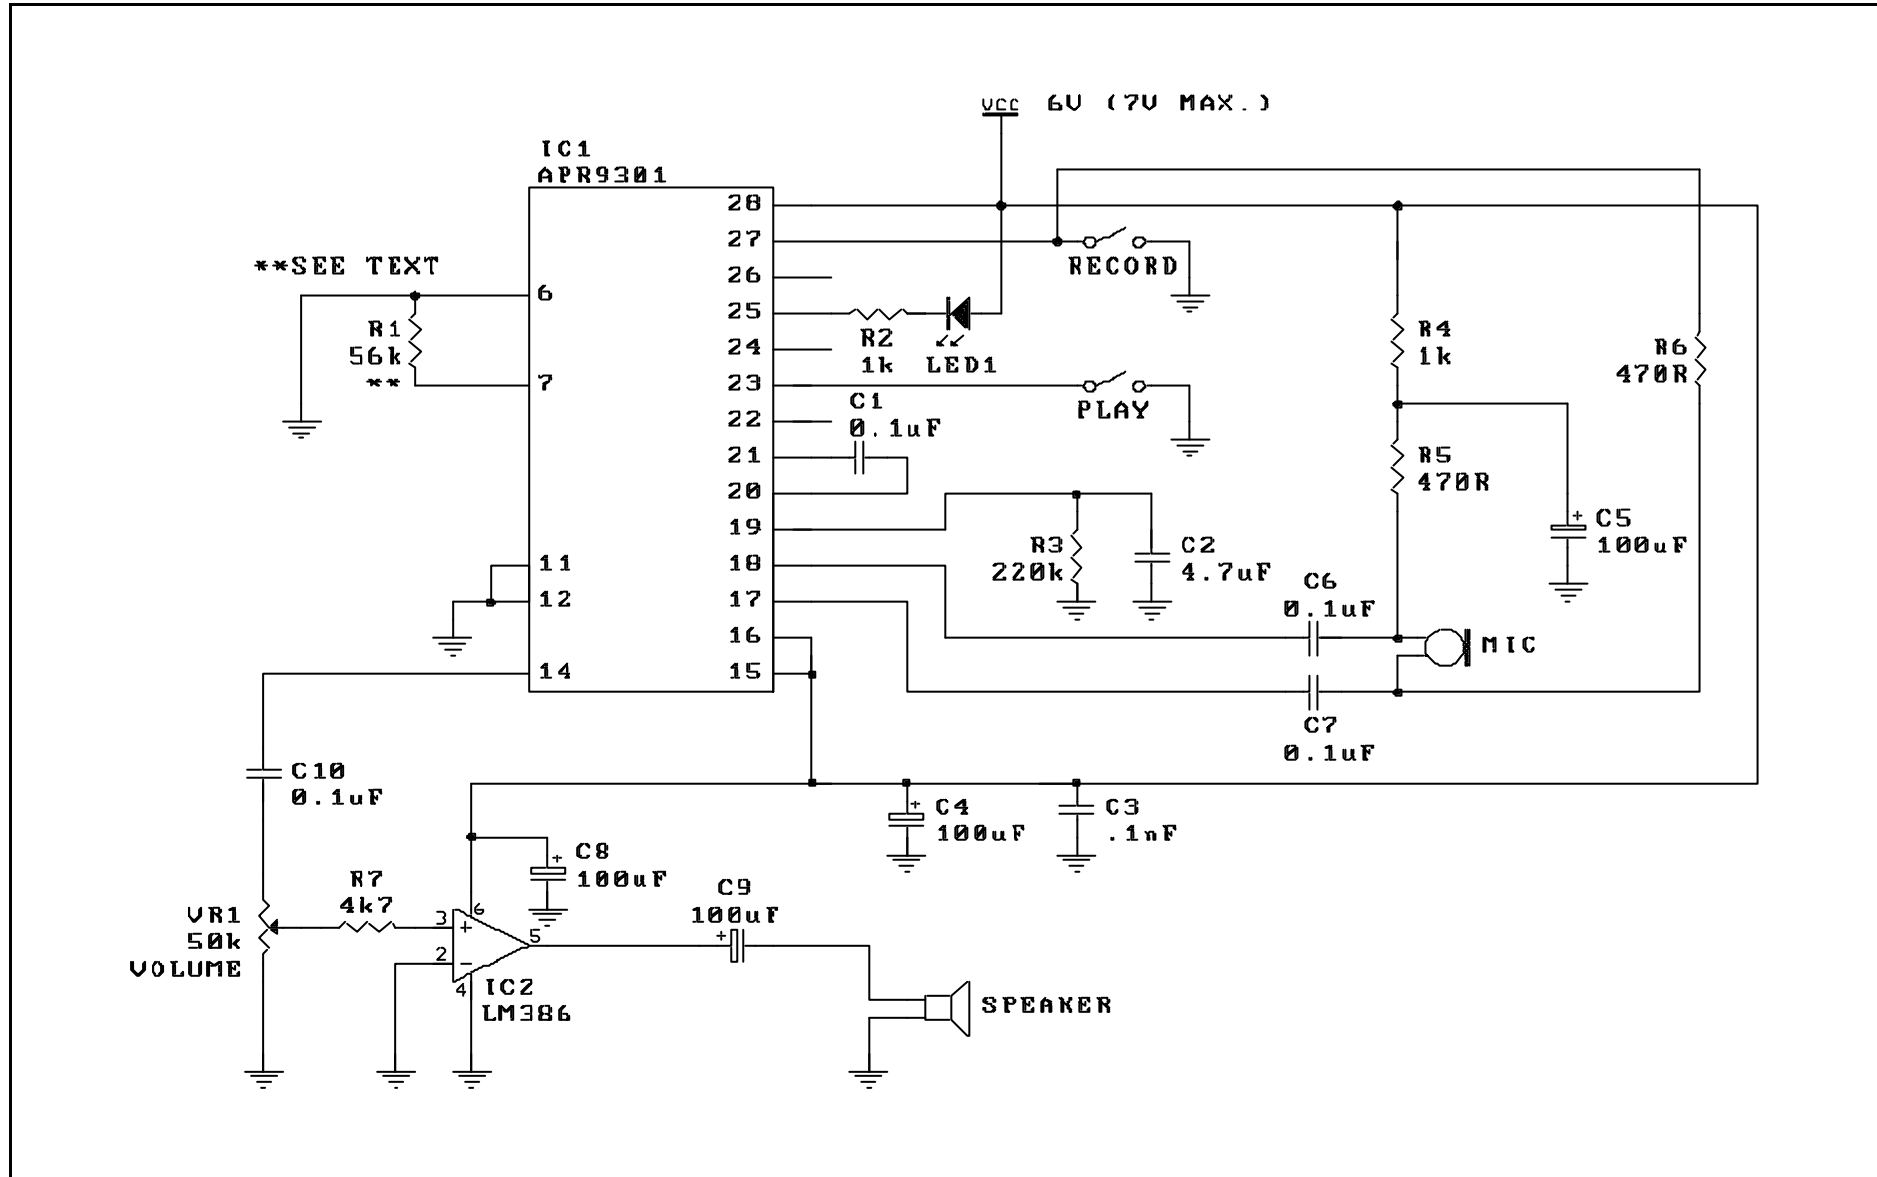 VCC 6V (7V MAX.)
IC1
APR9301
28
27
26
25
24
23
22
21
20
19
18
17
16
15
6
7
11
12
14
**SEE TEXT
R1
56k
**
RECORD
R2
1k
LED1
PLAY
C1
0.1uF
R4
1k
R6
470R
R5
470R
C5
+
100uF
R3
220k
C2
4.7uF
C6
0.1uF
MIC
C7
0.1uF
C10
0.1uF
C4
+
100uF
C3
.1nF
C8
+
100uF
C9
100uF
+
R7
4k7
VR1
50k
VOLUME
3
+
2
-
6
5
4
IC2
LM386
SPEAKER